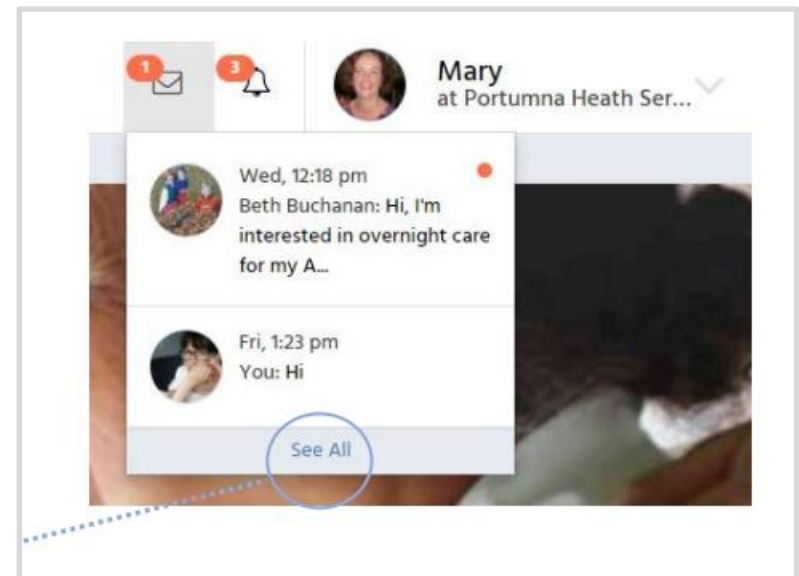 1
3
Mary
at Portumna Heath Ser...
Wed, 12:18 pm
Beth Buchanan: Hi, I'm
interested in overnight care
for my A...
Fri, 1:23 pm
You: Hi
See All